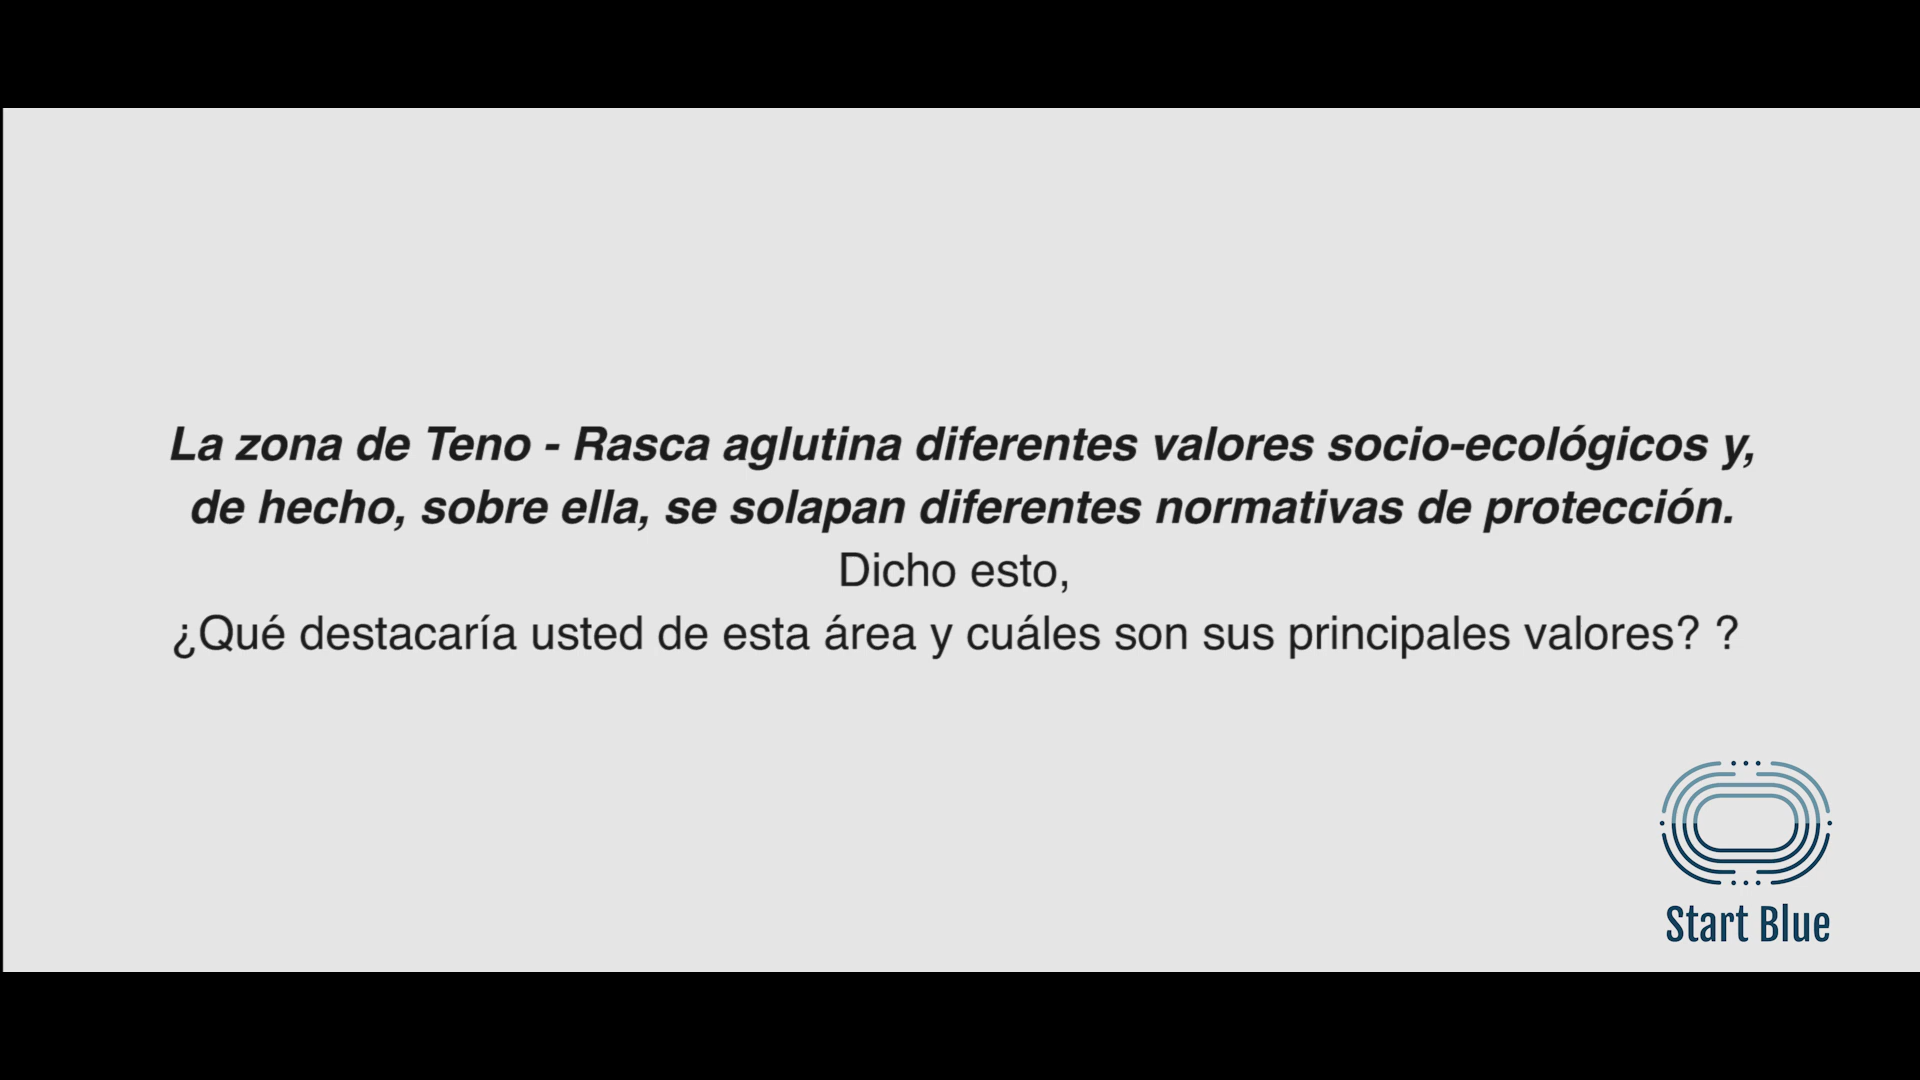 La zona de Teno - Rasca aglutina diferentes valores socio-ecológicos y,
de hecho, sobre ella, se solapan diferentes normativas de protección.
Dicho esto,
¿Qué destacaría usted de esta área y cuáles son sus principales valores? ?
Start Blue